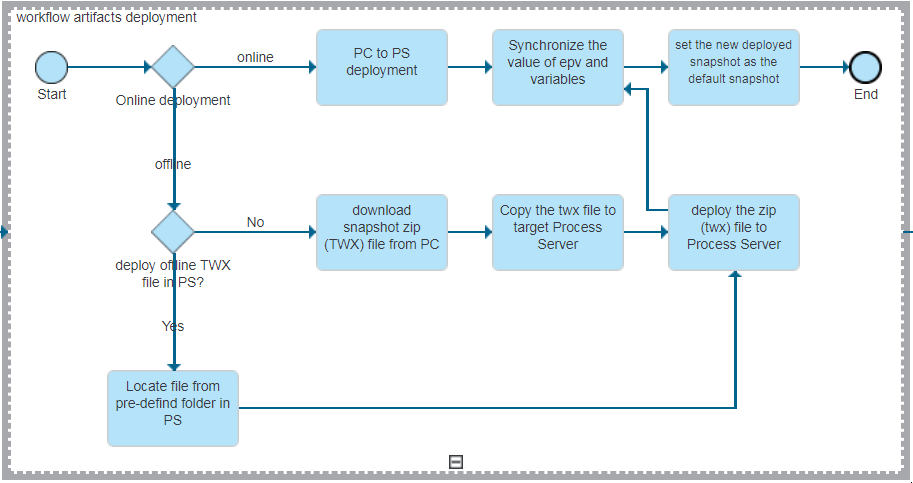 workflow artifacts deployment
Start
Online deployment
online
PC to PS
deployment
Synchronize the
value of epv and
variables
set the new deployed
snapshot as the
default snapshot
End
offline
deploy offline TWX
file in PS?
No
download
snapshot zip
(TWX) file from PC
Copy the twx file to
target Process
Server
deploy the zip
(twx) file to
Process Server
Yes
Locate file from
pre-defind folder in
PS